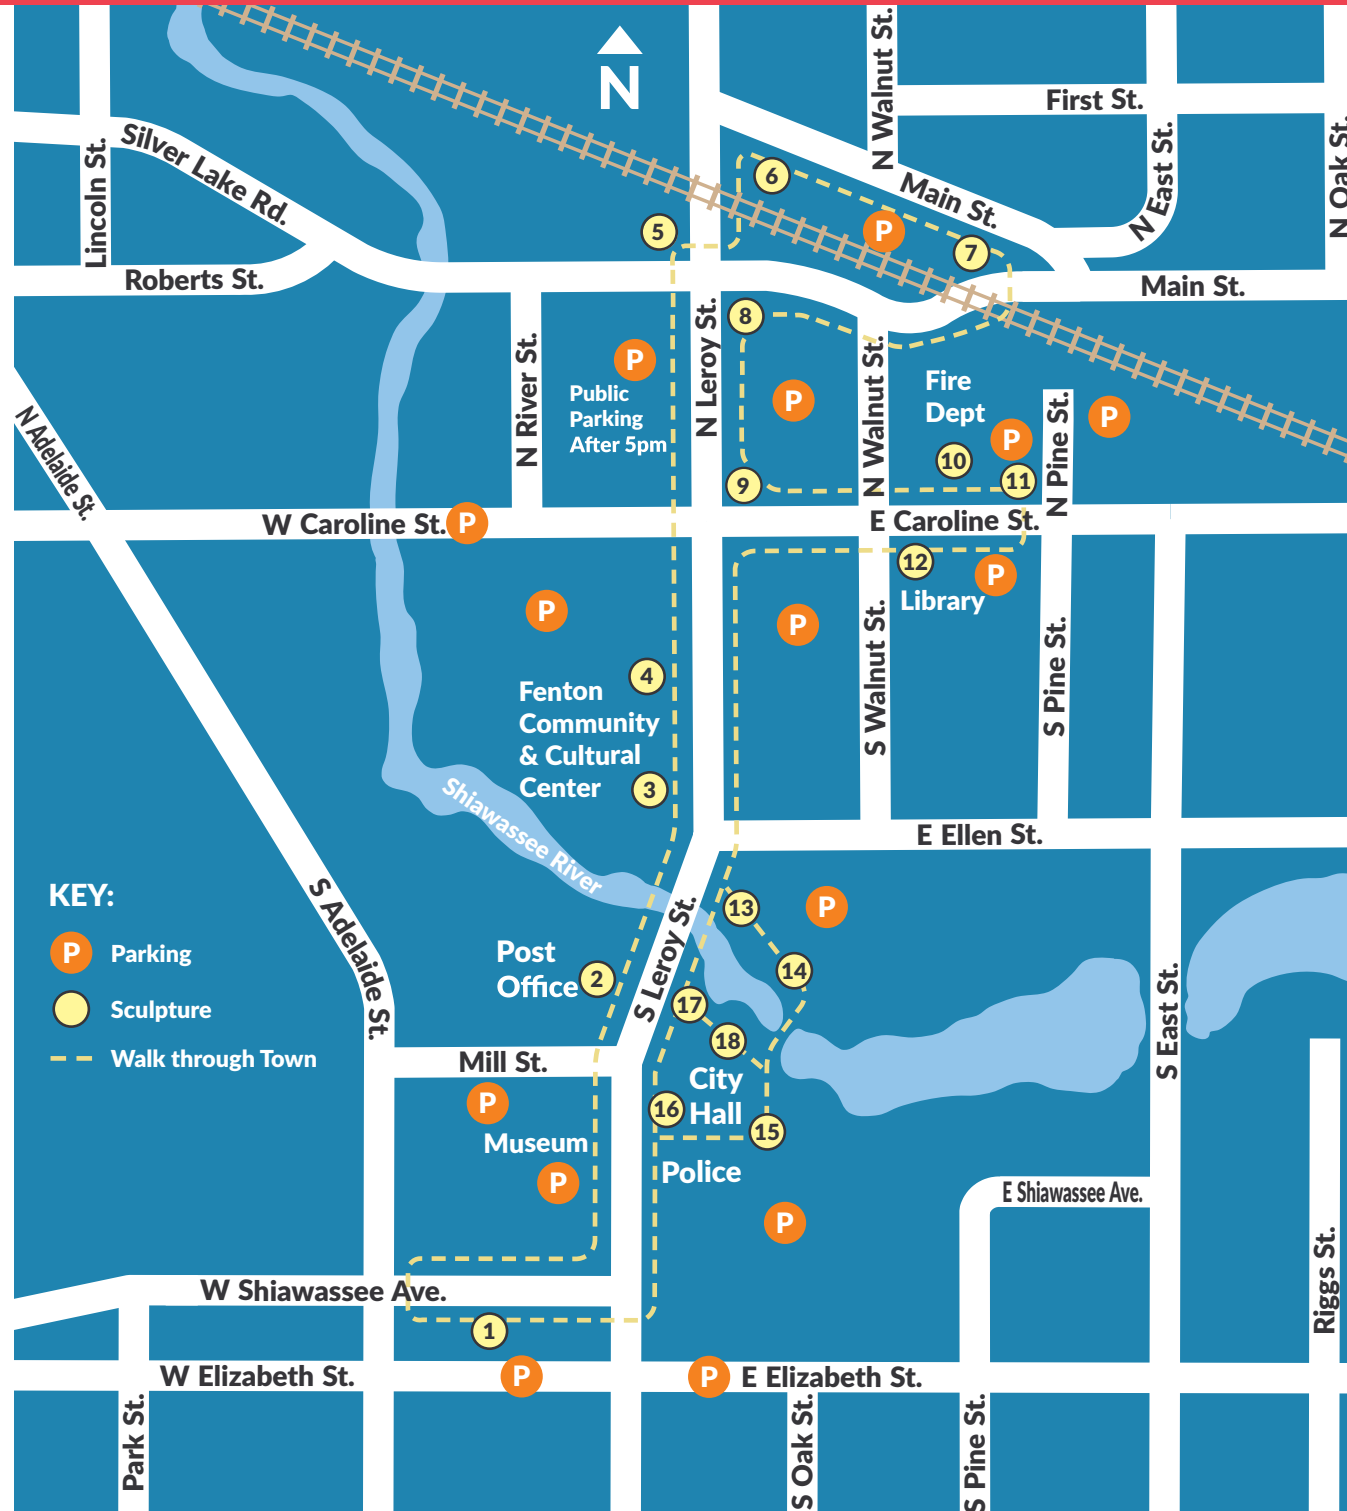 N
N Walnut St.
First St.
Silver Lake Rd.
Lincoln St.
N East St.
N Oak St.
6
Main St.
5
P
7
Roberts St.
Main St.
8
N River St.
N Leroy St.
N Walnut St.
P
Public
Parking
After 5pm
P
Fire
Dept
P
P
N Pine St.
N Adelaide St.
10
11
9
W Caroline St.
P
E Caroline St.
12
P
Library
P
P
4
Fenton
Community
& Cultural
Center
3
S Walnut St.
S Pine St.
Shiawassee River
E Ellen St.
KEY:
P Parking
Sculpture
Walk through Town
S Adelaide St.
13
P
Post
Office
2
S Leroy St.
14
17
18
S East St.
Mill St.
City
Hall
16
15
P
Museum
P
Police
P
E Shiawassee Ave.
Riggs St.
W Shiawassee Ave.
1
W Elizabeth St.
P
P
E Elizabeth St.
Park St.
S Oak St.
S Pine St.